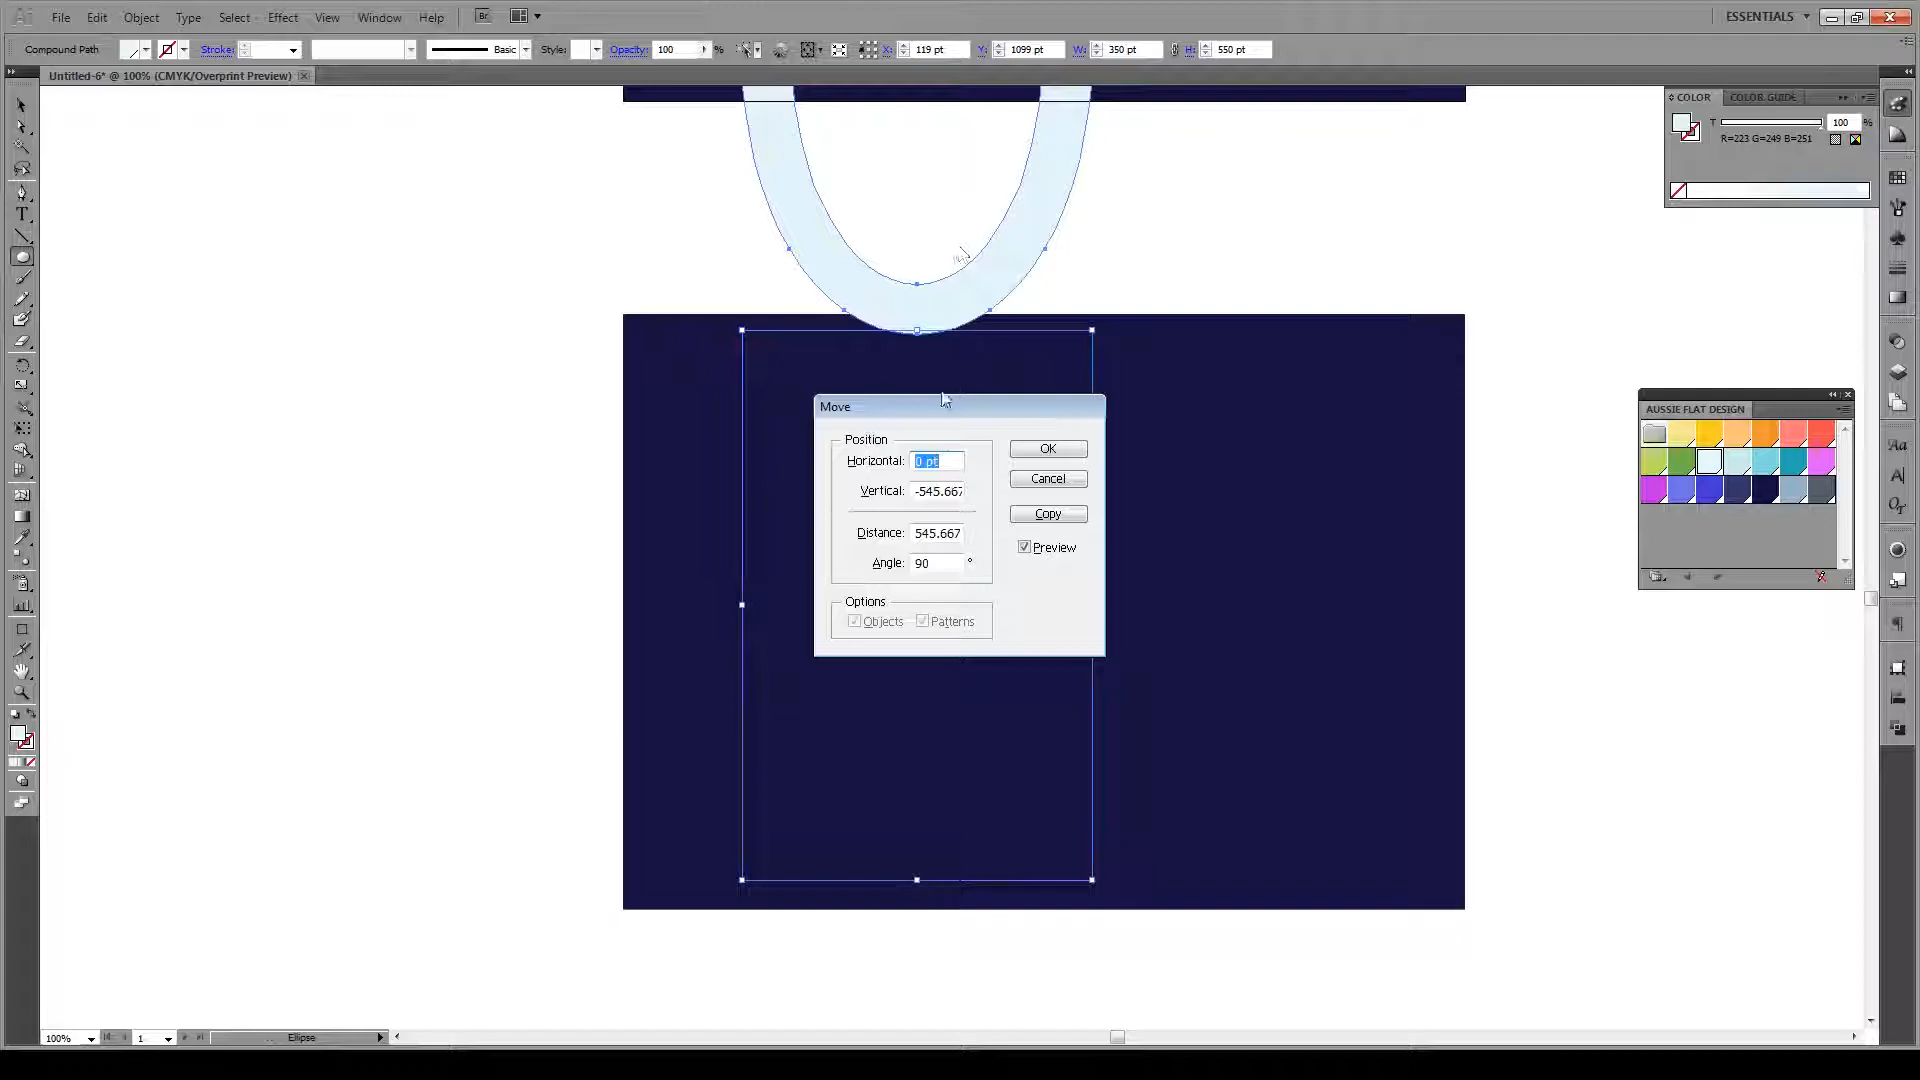 Ai File Edit Object Type Select Effect View Window Help Br ESSENTIALS
Compound Path Stroke: Basic Style: Opacity: 100 % X: 119 pt Y: 1099 pt W: 350 pt H: 550 pt
Untitled-6* @ 100% (CMYK/Overprint Preview)
COLOR COLOR GUIDE
T 100 %
R=223 G=249 B=251
Move
Position
Horizontal: 0 pt
Vertical: -545.667
Distance: 545.667
Angle: 90 °
Options
Objects Patterns
OK
Cancel
Copy
Preview
AUSSIE FLAT DESIGN
100% 1 Ellipse